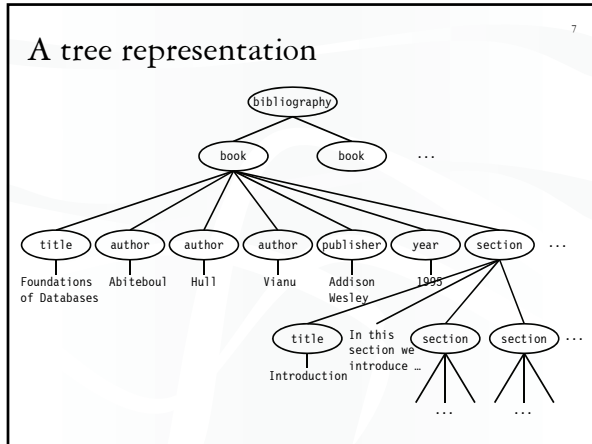 7
A tree representation
bibliography
book
book
...
title
author
author
author
publisher
year
section
...
Foundations
of Databases
Abiteboul
Hull
Vianu
Addison
Wesley
1995
title
In this
section we
introduce …
section
section
...
Introduction
...
...